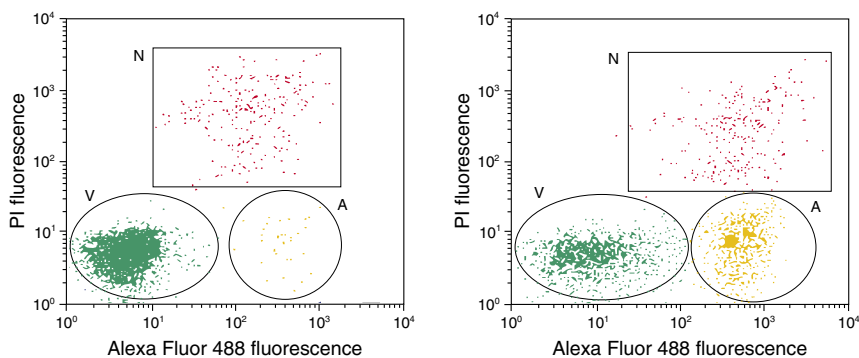 PI fluorescence
10⁴
10³
10²
10¹
10⁰
N
V
A
10⁰ 10¹ 10² 10³ 10⁴
Alexa Fluor 488 fluorescence
PI fluorescence
10⁴
10³
10²
10¹
10⁰
N
V
A
10⁰ 10¹ 10² 10³ 10⁴
Alexa Fluor 488 fluorescence